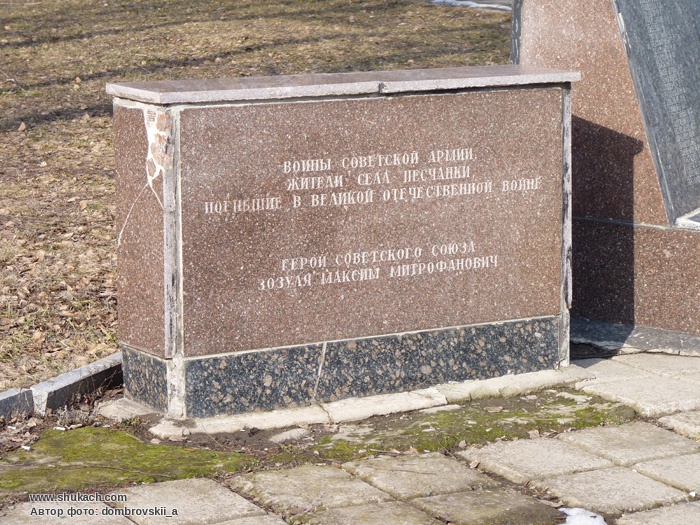 ВОИНЫ СОВЕТСКОЙ АРМИИ,
ЖИТЕЛИ СЕЛА ПЕСЧАНКИ
ПОГИБШИЕ В ВЕЛИКОЙ ОТЕЧЕСТВЕННОЙ ВОЙНЕ
ГЕРОЙ СОВЕТСКОГО СОЮЗА
ЗОЗУЛЯ МАКСИМ МИТРОФАНОВИЧ
www.shukach.com
Автор фото: dombrovskii_a